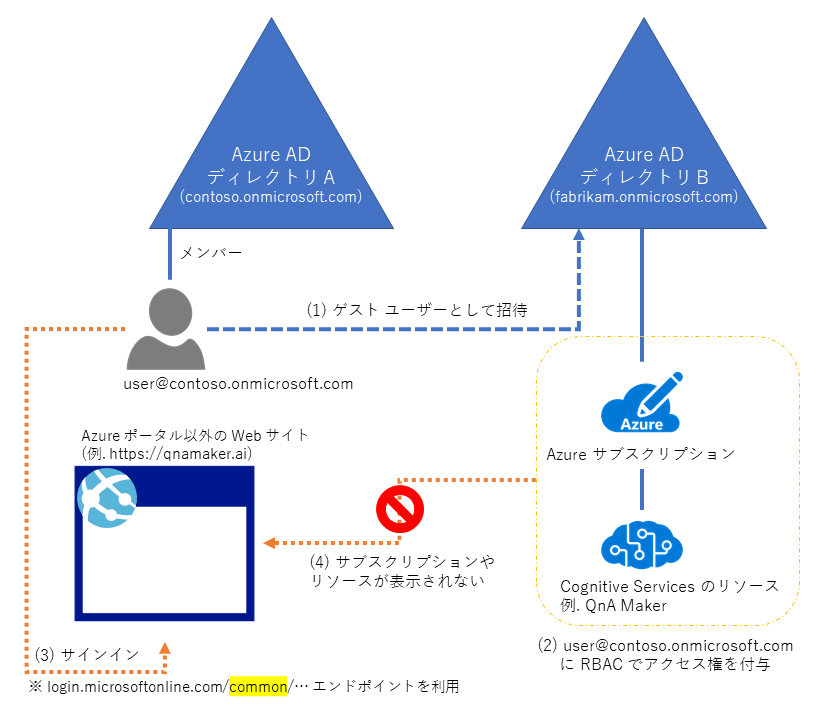 Azure AD
ディレクトリ A
(contoso.onmicrosoft.com)
Azure AD
ディレクトリ B
(fabrikam.onmicrosoft.com)
メンバー
(1) ゲスト ユーザーとして招待
user@contoso.onmicrosoft.com
Azure ポータル以外の Web サイト
(例. https://qnamaker.ai)
Azure
Azure サブスクリプション
(4) サブスクリプションや
リソースが表示されない
Cognitive Services のリソース
例. QnA Maker
(2) user@contoso.onmicrosoft.com
に RBAC でアクセス権を付与
(3) サインイン
※ login.microsoftonline.com/common/… エンドポイントを利用